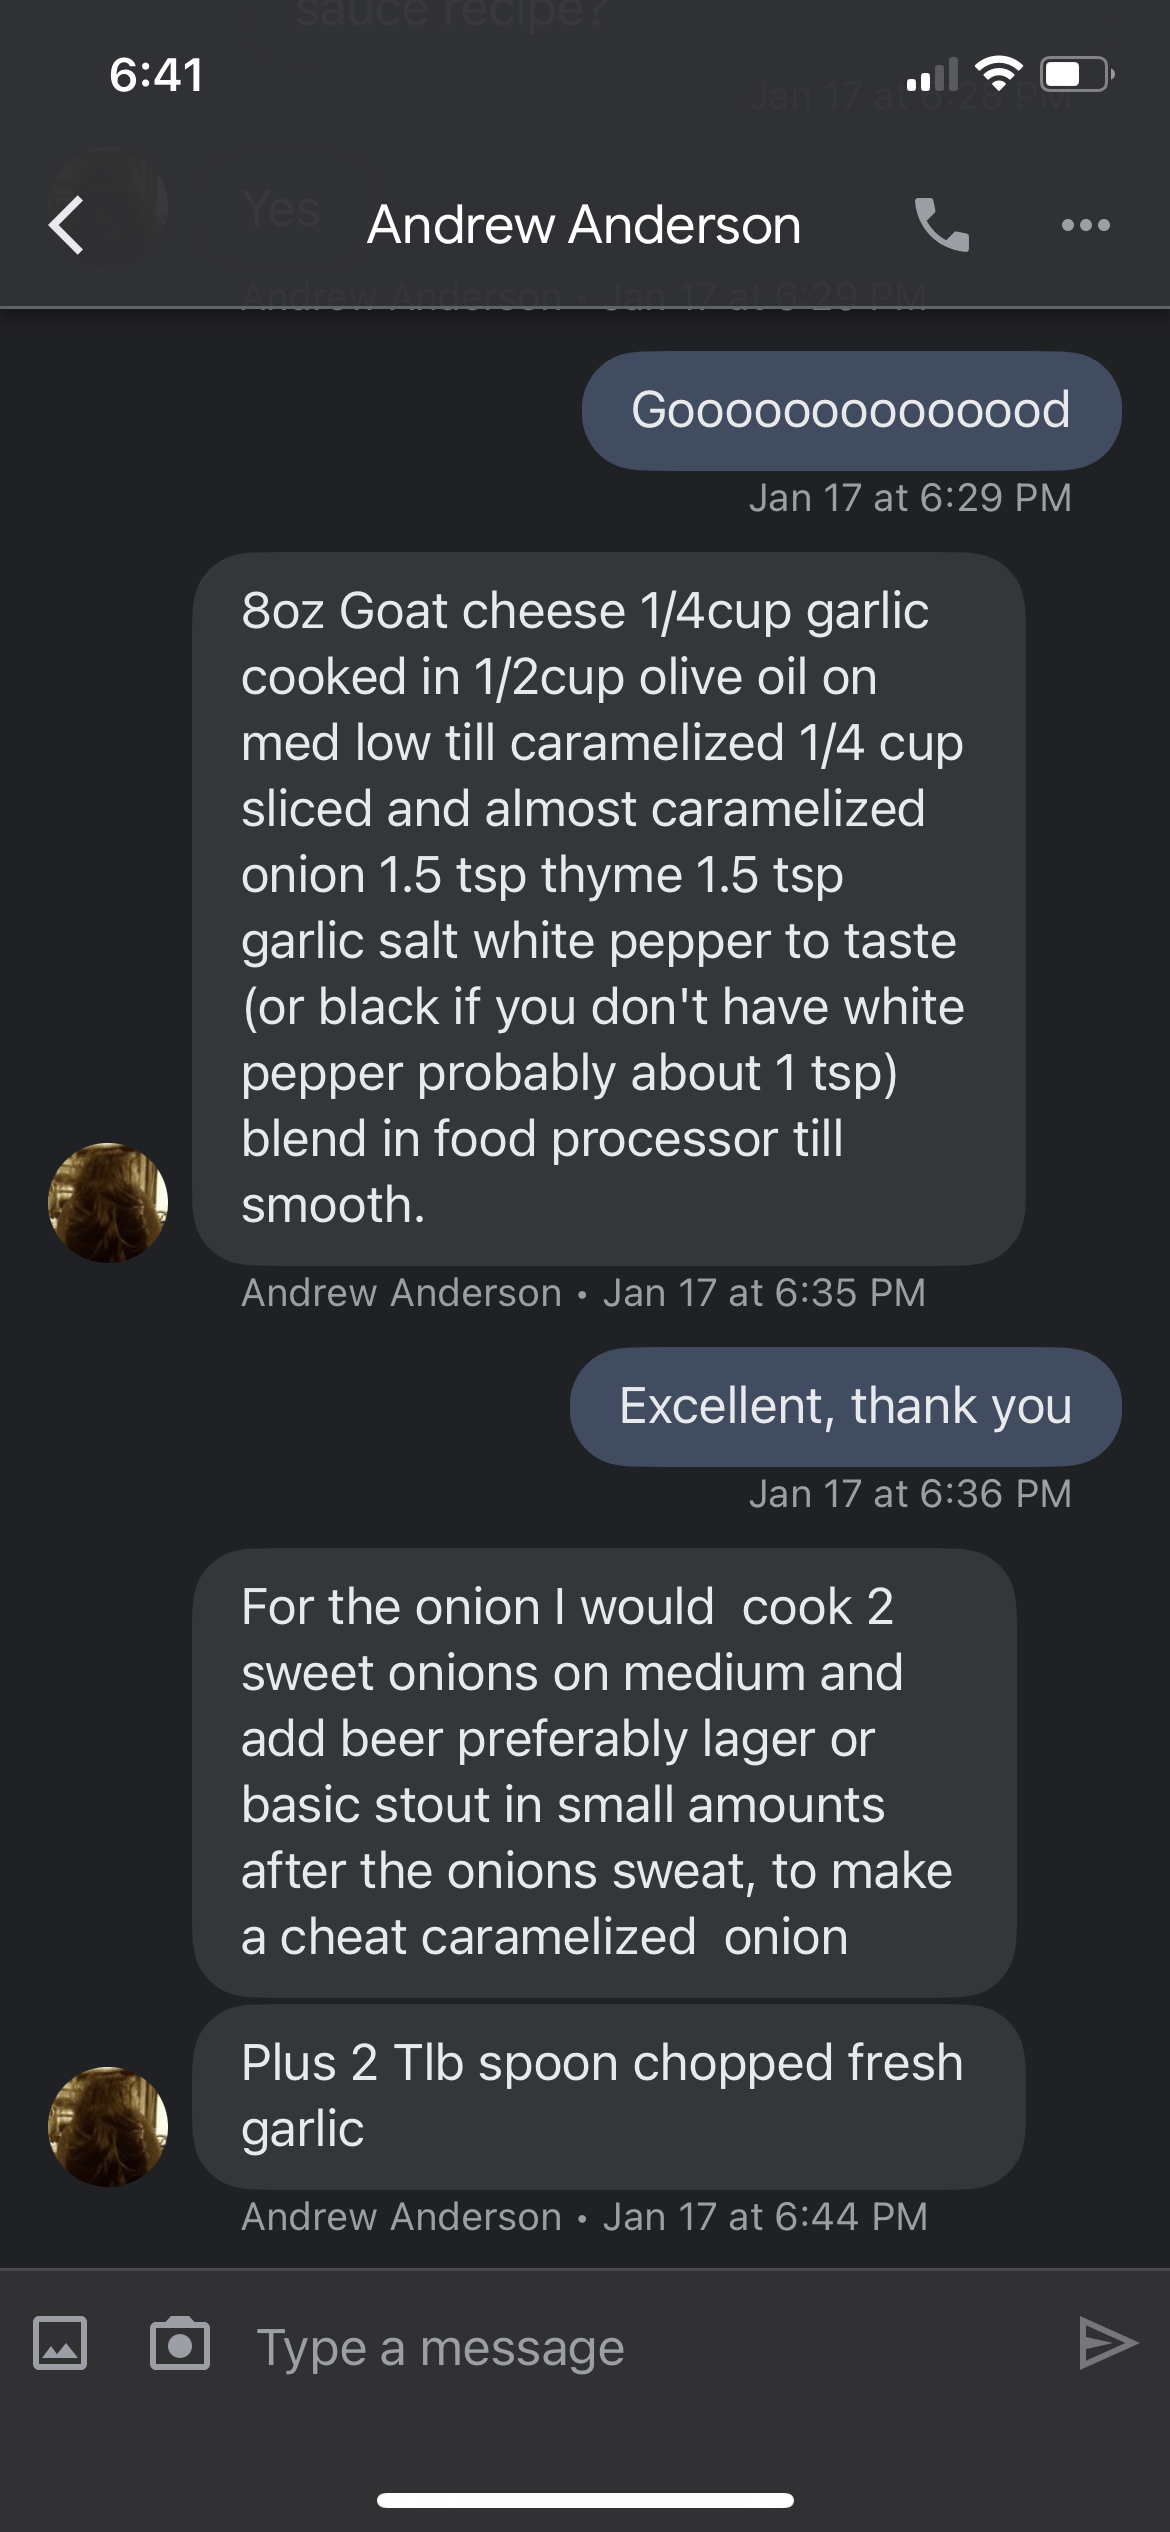 sauce recipe?
6:41
Jan 17 at 6:28 PM
Yes
Andrew Anderson
Andrew Anderson • Jan 17 at 6:29 PM
Gooooooooooooood
Jan 17 at 6:29 PM
8oz Goat cheese 1/4cup garlic
cooked in 1/2cup olive oil on
med low till caramelized 1/4 cup
sliced and almost caramelized
onion 1.5 tsp thyme 1.5 tsp
garlic salt white pepper to taste
(or black if you don't have white
pepper probably about 1 tsp)
blend in food processor till
smooth.
Andrew Anderson • Jan 17 at 6:35 PM
Excellent, thank you
Jan 17 at 6:36 PM
For the onion I would  cook 2
sweet onions on medium and
add beer preferably lager or
basic stout in small amounts
after the onions sweat, to make
a cheat caramelized  onion
Plus 2 Tlb spoon chopped fresh
garlic
Andrew Anderson • Jan 17 at 6:44 PM
Type a message